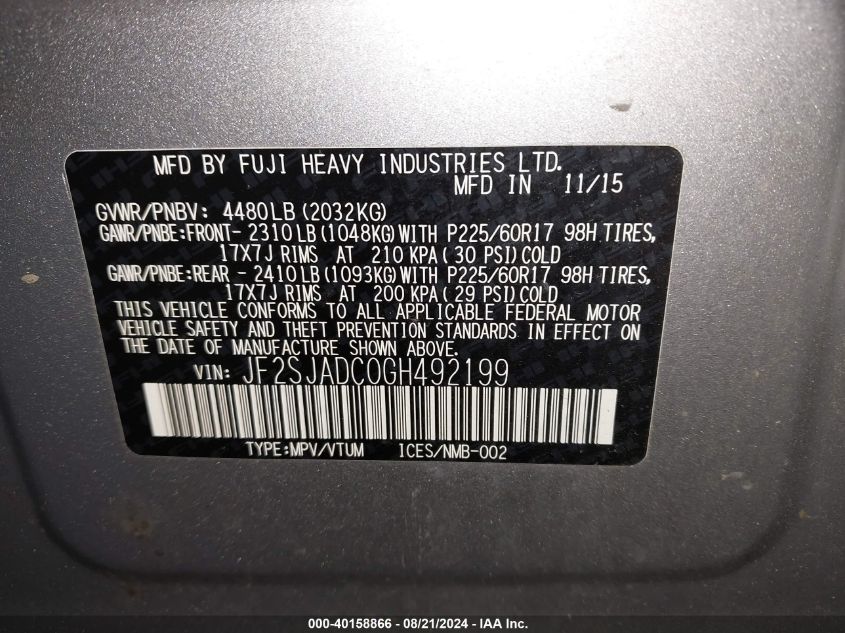 MFD BY FUJI HEAVY INDUSTRIES LTD.
MFD IN 11/15
GVWR/PNBV: 4480LB (2032KG)
GAWR/PNBE:FRONT- 2310LB (1048KG) WITH P225/60R17 98H TIRES,
17X7J RIMS AT 210 KPA ( 30 PSI) COLD
GAWR/PNBE:REAR - 2410LB (1093KG) WITH P225/60R17 98H TIRES,
17X7J RIMS AT 200 KPA ( 29 PSI) COLD
THIS VEHICLE CONFORMS TO ALL APPLICABLE FEDERAL MOTOR
VEHICLE SAFETY AND THEFT PREVENTION STANDARDS IN EFFECT ON
THE DATE OF MANUFACTURE SHOWN ABOVE.
VIN: JF2SJADC0GH492199
TYPE:MPV/VTUM ICES/NMB-002
000-40158866 - 08/21/2024 - IAA Inc.